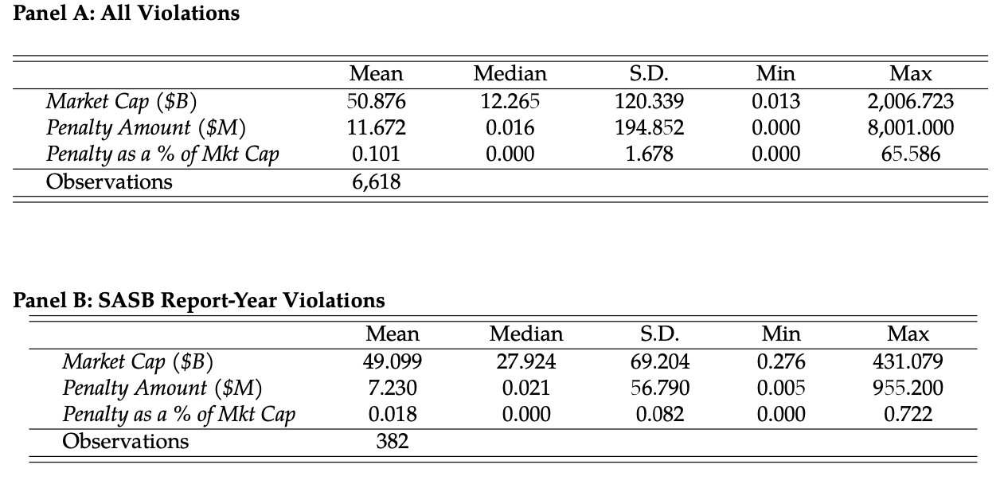 Panel A: All Violations
Mean Median S.D. Min Max
Market Cap ($B) 50.876 12.265 120.339 0.013 2,006.723
Penalty Amount ($M) 11.672 0.016 194.852 0.000 8,001.000
Penalty as a % of Mkt Cap 0.101 0.000 1.678 0.000 65.586
Observations 6,618
Panel B: SASB Report-Year Violations
Mean Median S.D. Min Max
Market Cap ($B) 49.099 27.924 69.204 0.276 431.079
Penalty Amount ($M) 7.230 0.021 56.790 0.005 955.200
Penalty as a % of Mkt Cap 0.018 0.000 0.082 0.000 0.722
Observations 382